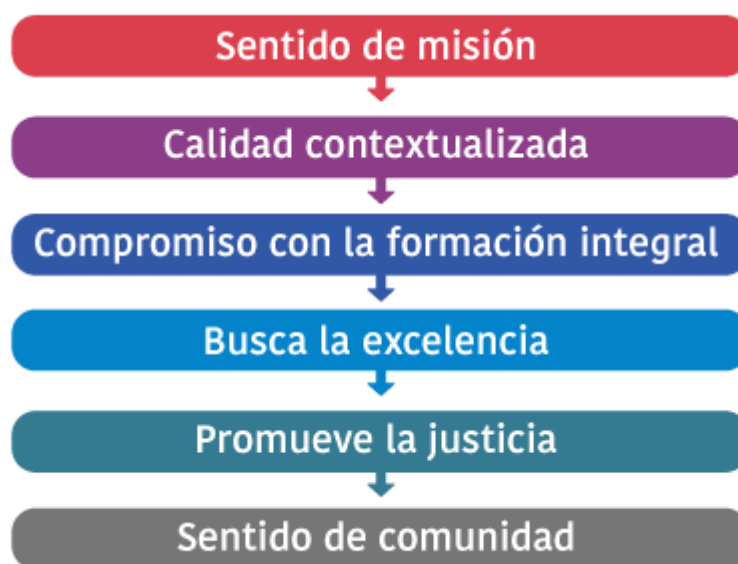 Sentido de misión
Calidad contextualizada
Compromiso con la formación integral
Busca la excelencia
Promueve la justicia
Sentido de comunidad